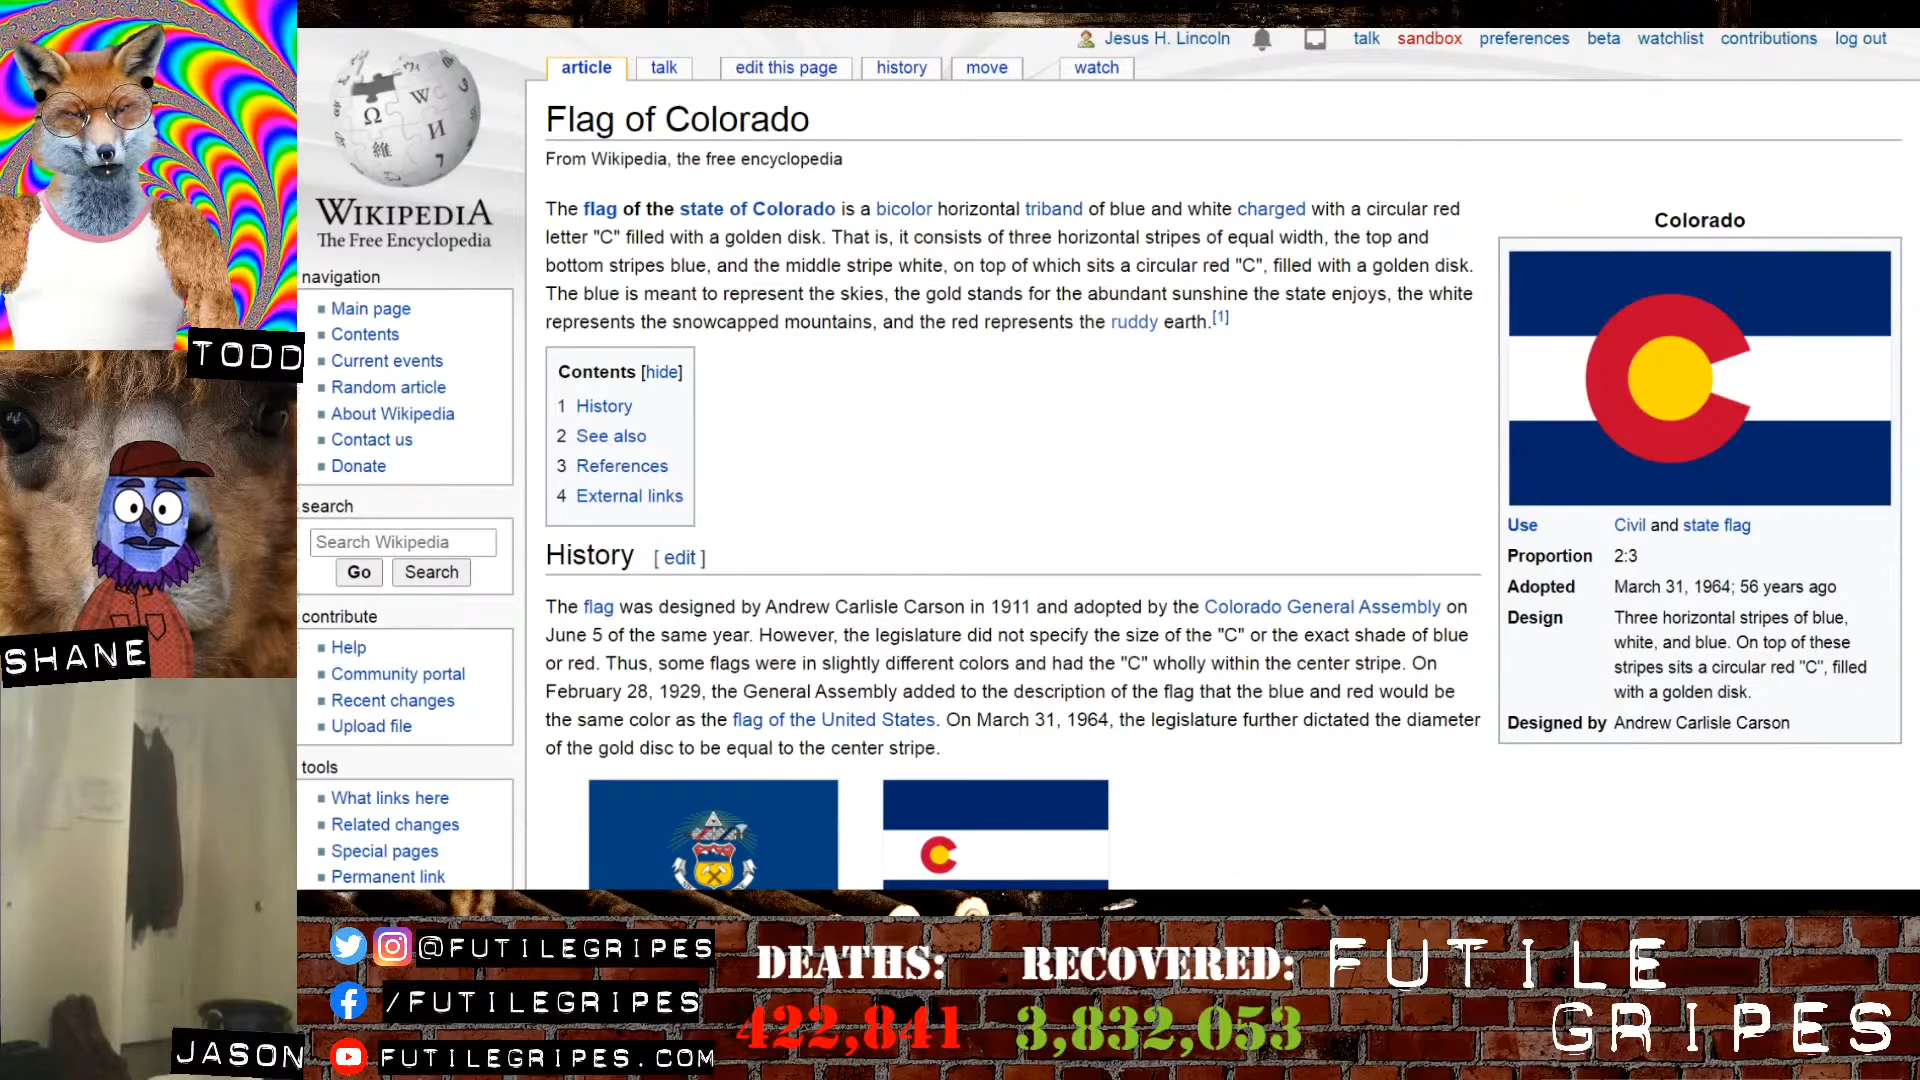 Jesus H. Lincoln talk sandbox preferences beta watchlist contributions log out
article talk edit this page history move watch
WIKIPEDIA
The Free Encyclopedia
navigation
Main page
Contents
Current events
Random article
About Wikipedia
Contact us
Donate
search
Search Wikipedia
Go Search
contribute
Help
Community portal
Recent changes
Upload file
tools
What links here
Related changes
Special pages
Permanent link
Flag of Colorado
From Wikipedia, the free encyclopedia
The flag of the state of Colorado is a bicolor horizontal triband of blue and white charged with a circular red
letter "C" filled with a golden disk. That is, it consists of three horizontal stripes of equal width, the top and
bottom stripes blue, and the middle stripe white, on top of which sits a circular red "C", filled with a golden disk.
The blue is meant to represent the skies, the gold stands for the abundant sunshine the state enjoys, the white
represents the snowcapped mountains, and the red represents the ruddy earth.[1]
Contents [hide]
1 History
2 See also
3 References
4 External links
History [ edit ]
The flag was designed by Andrew Carlisle Carson in 1911 and adopted by the Colorado General Assembly on
June 5 of the same year. However, the legislature did not specify the size of the "C" or the exact shade of blue
or red. Thus, some flags were in slightly different colors and had the "C" wholly within the center stripe. On
February 28, 1929, the General Assembly added to the description of the flag that the blue and red would be
the same color as the flag of the United States. On March 31, 1964, the legislature further dictated the diameter
of the gold disc to be equal to the center stripe.
Colorado
Use Civil and state flag
Proportion 2:3
Adopted March 31, 1964; 56 years ago
Design Three horizontal stripes of blue,
white, and blue. On top of these
stripes sits a circular red "C", filled
with a golden disk.
Designed by Andrew Carlisle Carson
TODD
SHANE
JASON
@FUTILEGRIPES
/FUTILEGRIPES
FUTILEGRIPES.COM
DEATHS:
422,841
RECOVERED:
3,832,053
FUTILE
GRIPES